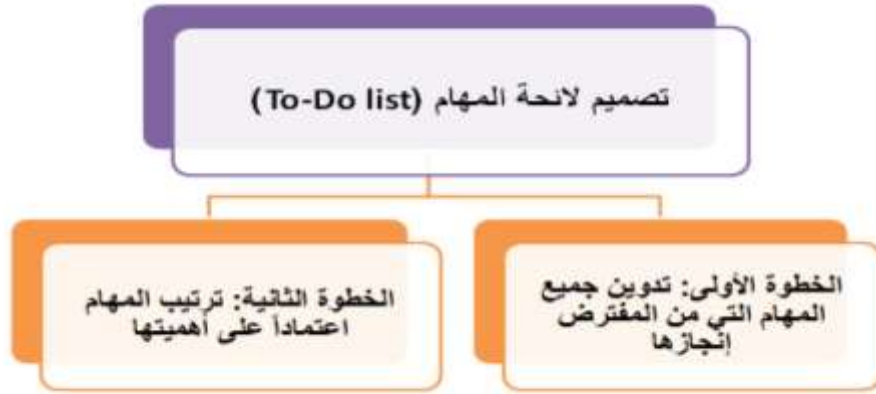 تصميم لائحة المهام (To-Do list)
الخطوة الأولى: تدوين جميع
المهام التي من المفترض
إنجازها
الخطوة الثانية: ترتيب المهام
اعتماداً على أهميتها